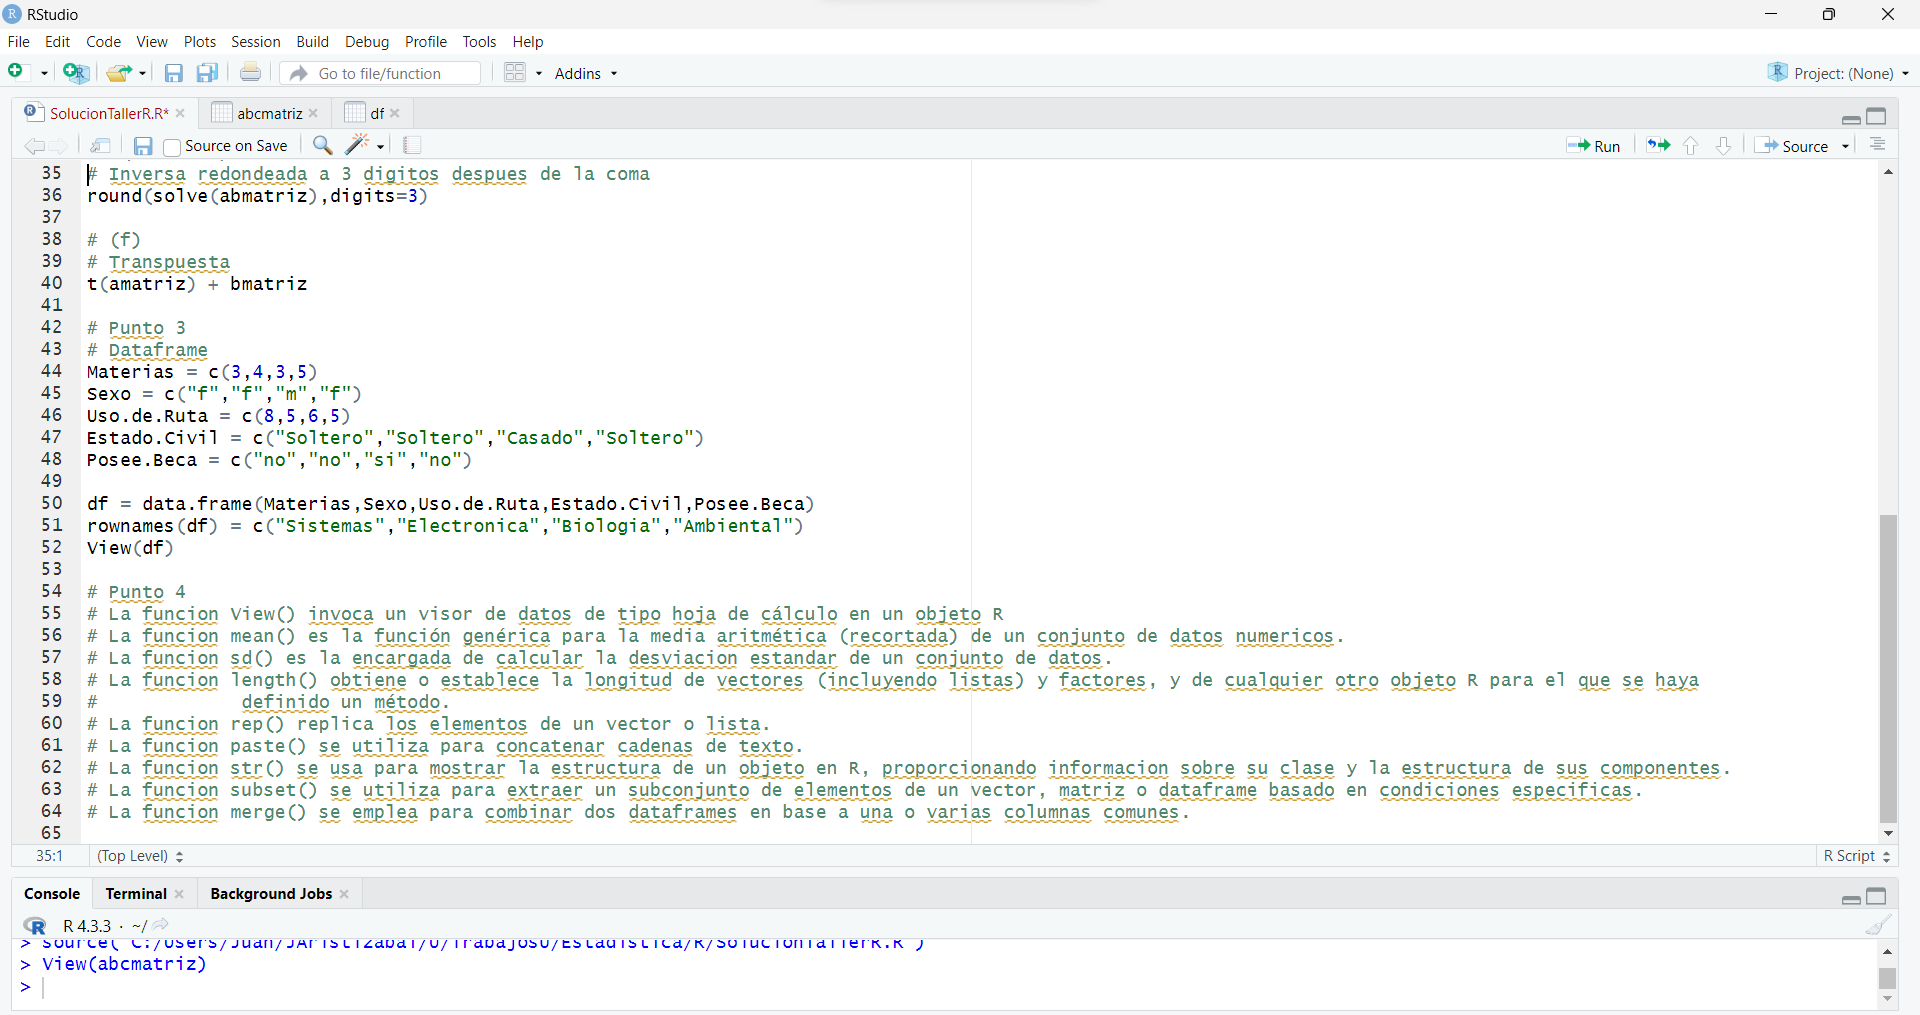 RStudio
File Edit Code View Plots Session Build Debug Profile Tools Help
Go to file/function Addins Project: (None)
SolucionTallerR.R* abcmatriz df
Source on Save Run Source
35 # Inversa redondeada a 3 digitos despues de la coma
36 round(solve(abmatriz),digits=3)
37
38 # (f)
39 # Transpuesta
40 t(amatriz) + bmatriz
41
42 # Punto 3
43 # Dataframe
44 Materias = c(3,4,3,5)
45 Sexo = c("f","f","m","f")
46 Uso.de.Ruta = c(8,5,6,5)
47 Estado.Civil = c("Soltero","Soltero","Casado","Soltero")
48 Posee.Beca = c("no","no","si","no")
49
50 df = data.frame(Materias,Sexo,Uso.de.Ruta,Estado.Civil,Posee.Beca)
51 rownames(df) = c("Sistemas","Electronica","Biologia","Ambiental")
52 View(df)
53
54 # Punto 4
55 # La funcion View() invoca un visor de datos de tipo hoja de cálculo en un objeto R
56 # La funcion mean() es la función genérica para la media aritmética (recortada) de un conjunto de datos numericos.
57 # La funcion sd() es la encargada de calcular la desviacion estandar de un conjunto de datos.
58 # La funcion length() obtiene o establece la longitud de vectores (incluyendo listas) y factores, y de cualquier otro objeto R para el que se haya
59 # definido un método.
60 # La funcion rep() replica los elementos de un vector o lista.
61 # La funcion paste() se utiliza para concatenar cadenas de texto.
62 # La funcion str() se usa para mostrar la estructura de un objeto en R, proporcionando informacion sobre su clase y la estructura de sus componentes.
63 # La funcion subset() se utiliza para extraer un subconjunto de elementos de un vector, matriz o dataframe basado en condiciones especificas.
64 # La funcion merge() se emplea para combinar dos dataframes en base a una o varias columnas comunes.
65
35:1 (Top Level) R Script
Console Terminal Background Jobs
R 4.3.3 · ~/
> source("C:/Users/Juan/JAristizabal/U/TrabajosU/Estadistica/R/SolucionTallerR.R")
> View(abcmatriz)
>